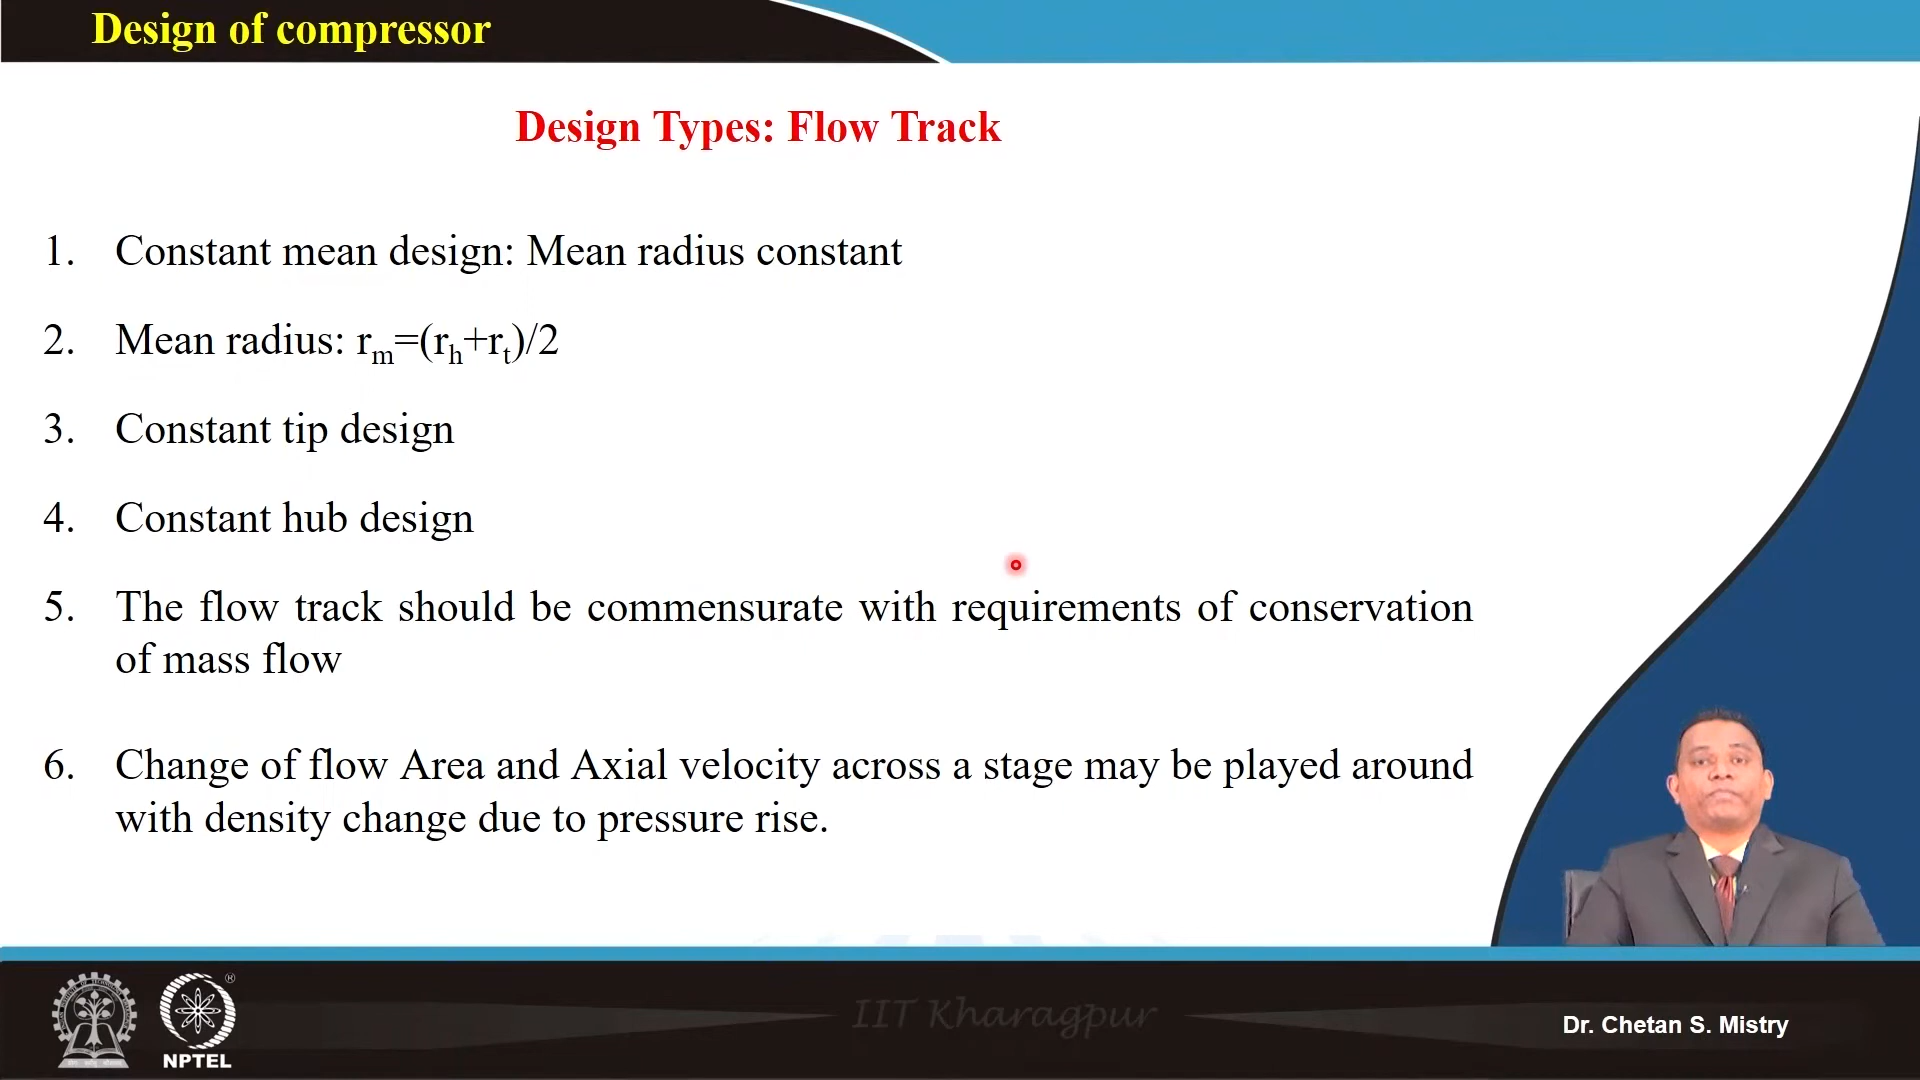 Design of compressor
Design Types: Flow Track
1. Constant mean design: Mean radius constant
2. Mean radius: rm=(rh+rt)/2
3. Constant tip design
4. Constant hub design
5. The flow track should be commensurate with requirements of conservation
of mass flow
6. Change of flow Area and Axial velocity across a stage may be played around
with density change due to pressure rise.
NPTEL
®
IIT Kharagpur
Dr. Chetan S. Mistry